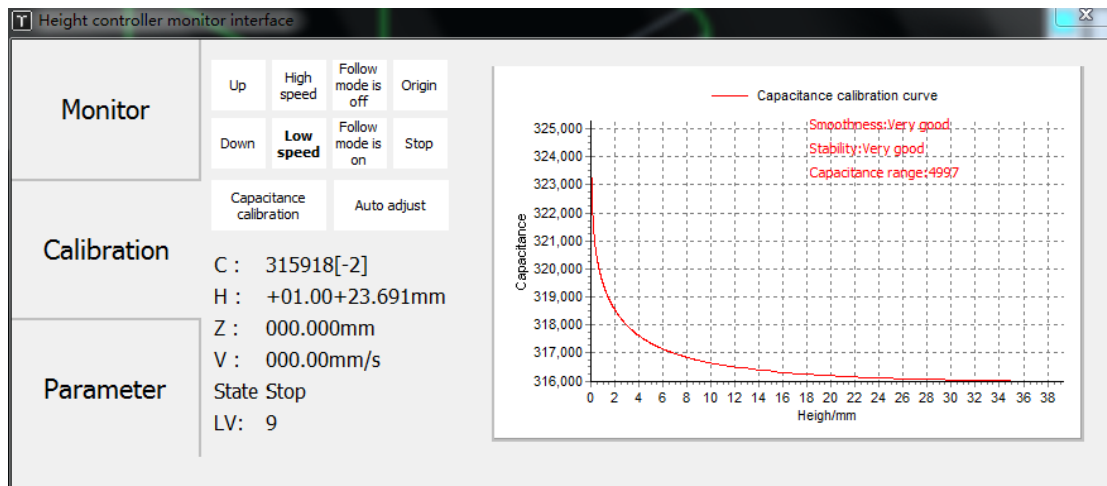 Height controller monitor interface
Monitor
Calibration
Parameter
Up
High
speed
Follow
mode is
off
Origin
Down
Low
speed
Follow
mode is
on
Stop
Capacitance
calibration
Auto adjust
C : 315918[-2]
H : +01.00+23.691mm
Z : 000.000mm
V : 000.00mm/s
State Stop
LV: 9
Capacitance calibration curve
Smoothness:Very good
Stability:Very good
Capacitance range:4997
Capacitance
325,000
324,000
323,000
322,000
321,000
320,000
319,000
318,000
317,000
316,000
0 2 4 6 8 10 12 14 16 18 20 22 24 26 28 30 32 34 36 38
Heigh/mm